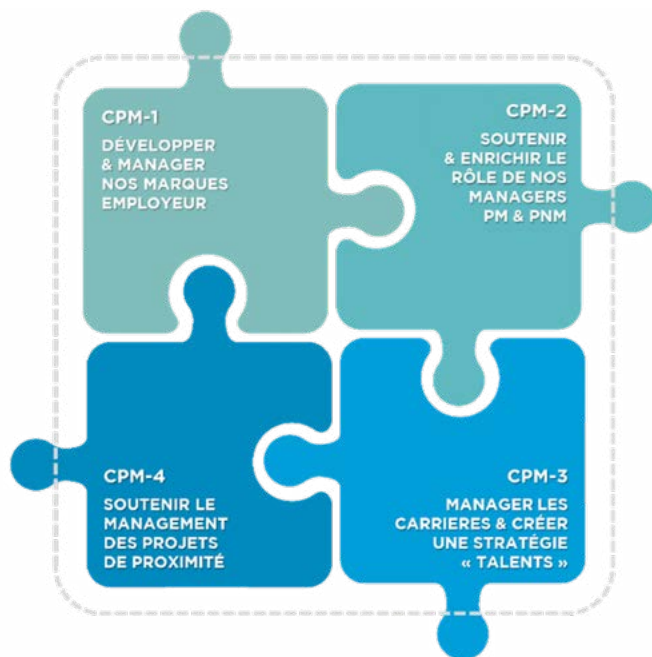 CPM-1
DÉVELOPPER
& MANAGER
NOS MARQUES
EMPLOYEUR
CPM-2
SOUTENIR
& ENRICHIR LE
RÔLE DE NOS
MANAGERS
PM & PNM
CPM-4
SOUTENIR LE
MANAGEMENT
DES PROJETS
DE PROXIMITÉ
CPM-3
MANAGER LES
CARRIERES & CRÉER
UNE STRATÉGIE
« TALENTS »